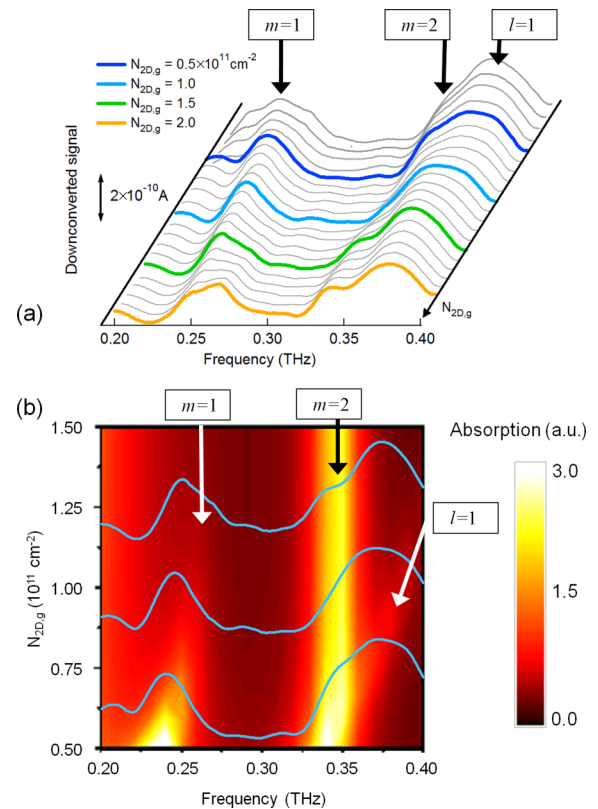 m=1
m=2
l=1
N2D,g = 0.5×10¹¹cm⁻²
N2D,g = 1.0
N2D,g = 1.5
N2D,g = 2.0
Downconverted signal
2×10⁻¹⁰A
(a)
N2D,g
0.20 0.25 0.30 0.35 0.40
Frequency (THz)
(b)
m=1
m=2
Absorption (a.u.)
l=1
N2D,g (10¹¹ cm⁻²)
1.50
1.25
1.00
0.75
0.50
0.20 0.25 0.30 0.35 0.40
Frequency (THz)
3.0
1.5
0.0